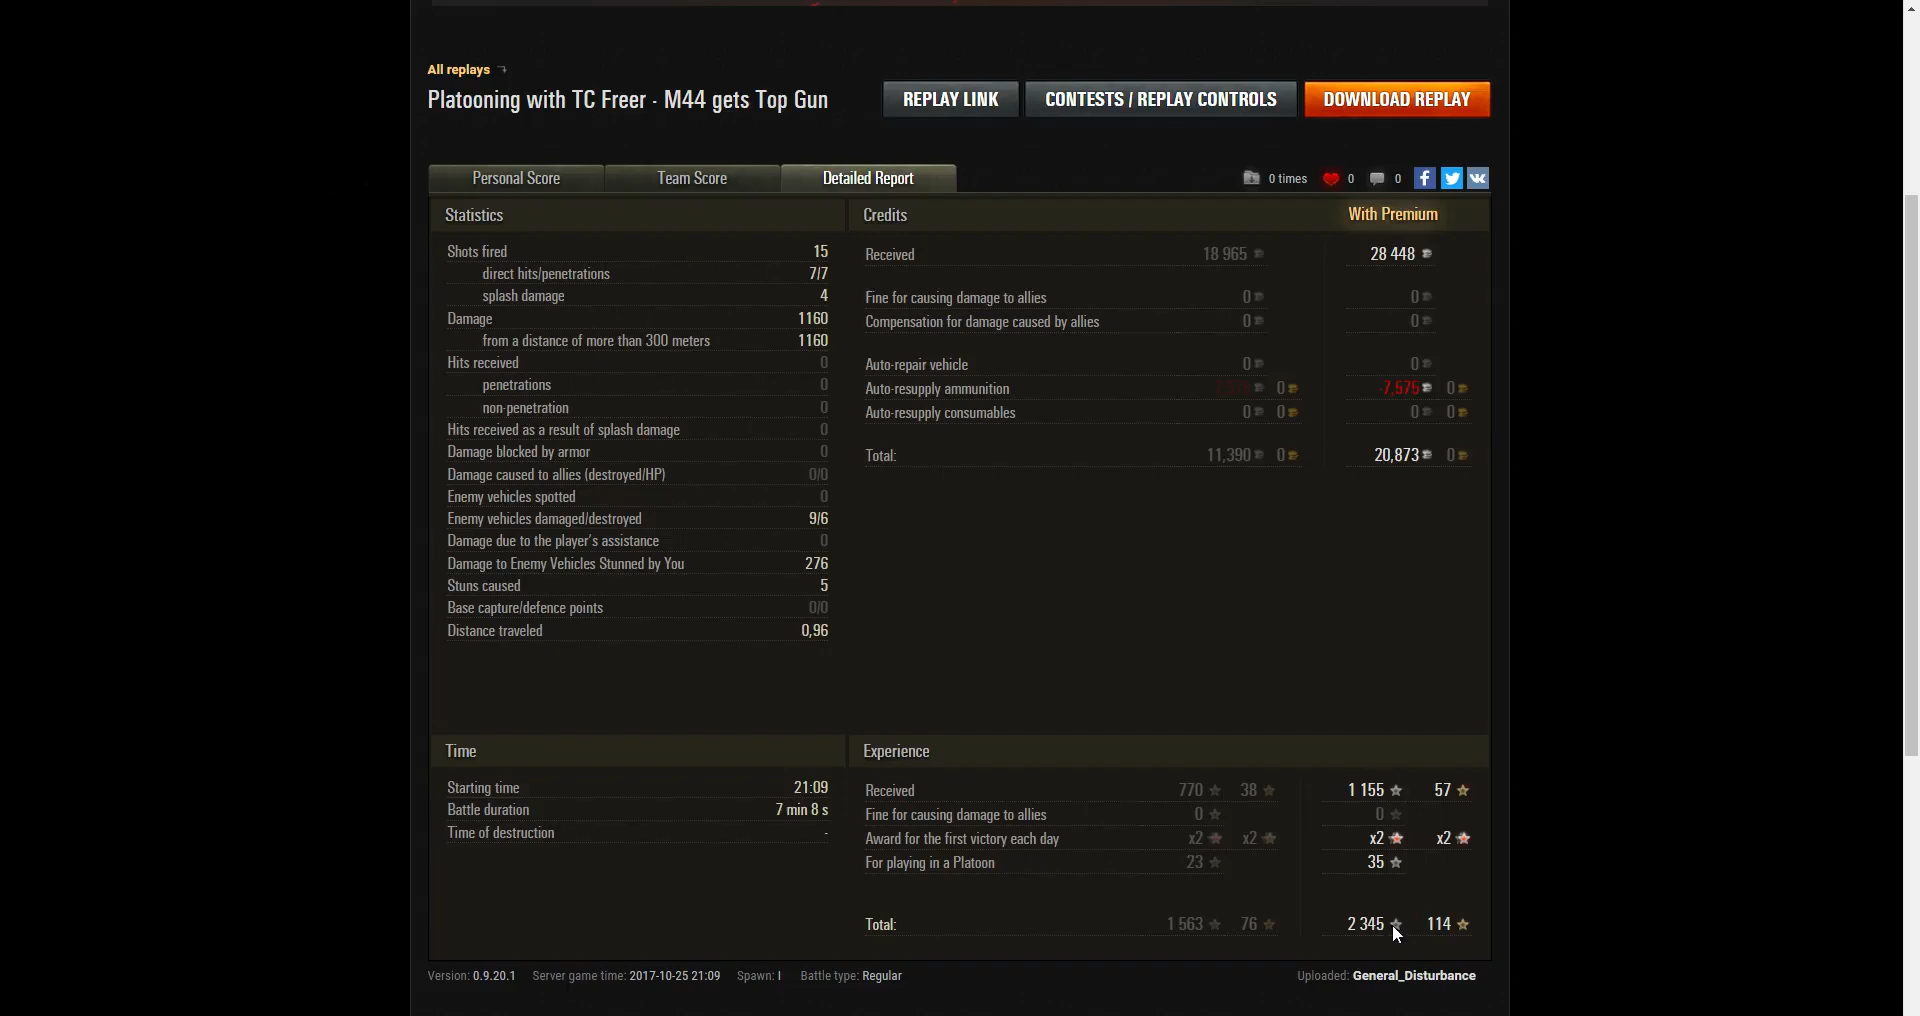 All replays
Platooning with TC Freer - M44 gets Top Gun
REPLAY LINK
CONTESTS / REPLAY CONTROLS
DOWNLOAD REPLAY
Personal Score
Team Score
Detailed Report
0 times
0
0
Statistics
Shots fired 15
direct hits/penetrations 7/7
splash damage 4
Damage 1160
from a distance of more than 300 meters 1160
Hits received 0
penetrations 0
non-penetration 0
Hits received as a result of splash damage 0
Damage blocked by armor 0
Damage caused to allies (destroyed/HP) 0/0
Enemy vehicles spotted 0
Enemy vehicles damaged/destroyed 9/6
Damage due to the player's assistance 0
Damage to Enemy Vehicles Stunned by You 276
Stuns caused 5
Base capture/defence points 0/0
Distance traveled 0,96
Credits With Premium
Received 18 965 28 448
Fine for causing damage to allies 0 0
Compensation for damage caused by allies 0 0
Auto-repair vehicle 0 0
Auto-resupply ammunition 0 -7,575 0
Auto-resupply consumables 0 0 0 0
Total: 11,390 0 20,873 0
Time
Starting time 21:09
Battle duration 7 min 8 s
Time of destruction -
Experience
Received 770 38 1 155 57
Fine for causing damage to allies 0 0
Award for the first victory each day x2 x2 x2 x2
For playing in a Platoon 23 35
Total: 1 563 76 2 345 114
Version: 0.9.20.1 Server game time: 2017-10-25 21:09 Spawn: I Battle type: Regular Uploaded: General_Disturbance